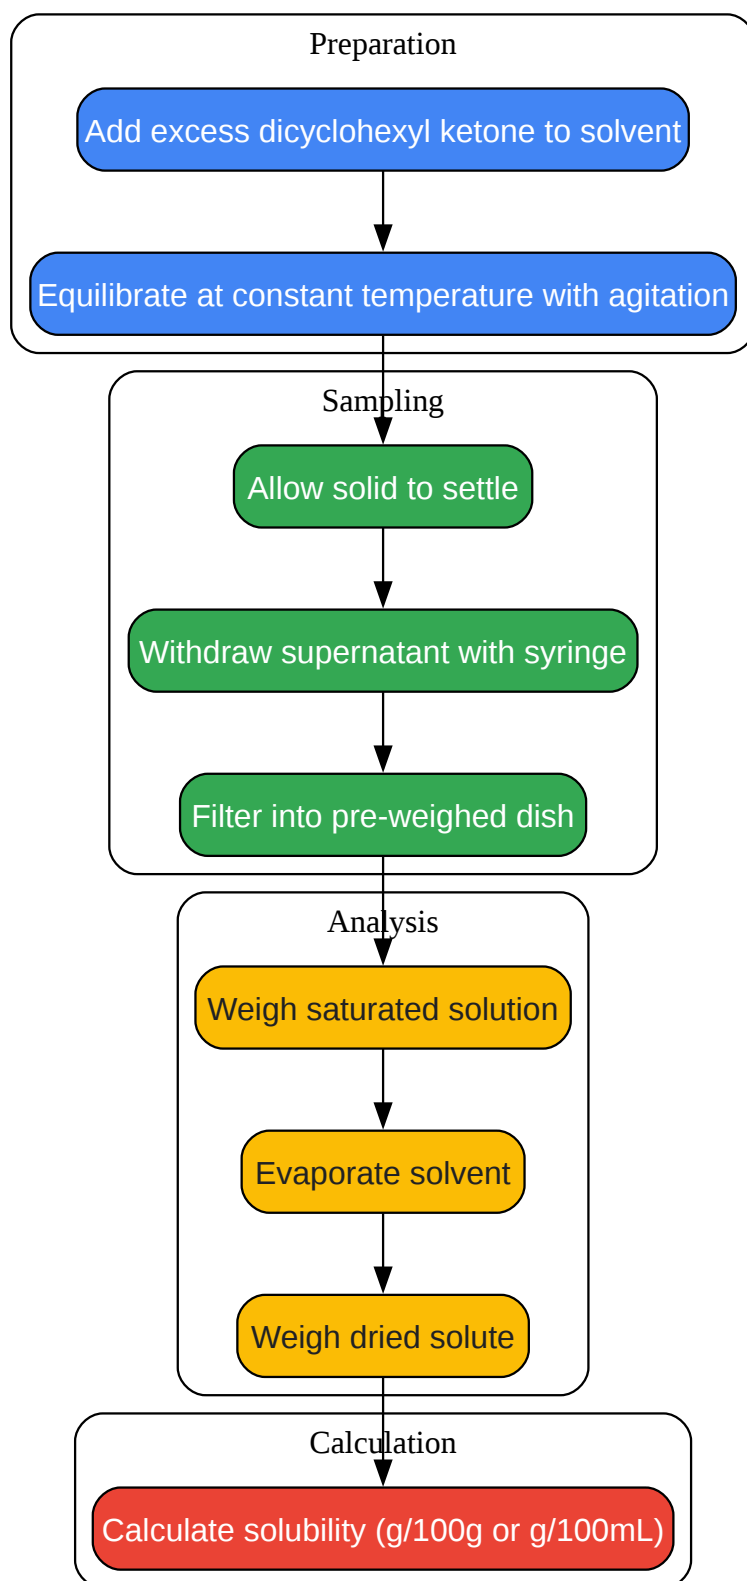 Preparation
Add excess dicyclohexyl ketone to solvent
Equilibrate at constant temperature with agitation
Sampling
Allow solid to settle
Withdraw supernatant with syringe
Filter into pre-weighed dish
Analysis
Weigh saturated solution
Evaporate solvent
Weigh dried solute
Calculation
Calculate solubility (g/100g or g/100mL)